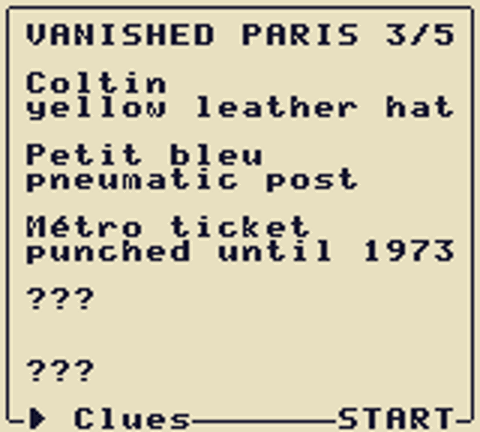 VANISHED PARIS 3/5
Coltin
yellow leather hat
Petit bleu
pneumatic post
Métro ticket
punched until 1973
???
???
Clues START